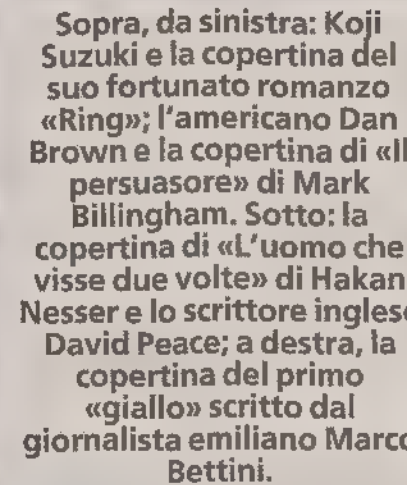 Sopra, da sinistra: Koji
Suzuki e la copertina del
suo fortunato romanzo
«Ring»; l'americano Dan
Brown e la copertina di «Il
persuasore» di Mark
Billingham. Sotto: la
copertina di «L'uomo che
visse due volte» di Hakan
Nesser e lo scrittore inglese
David Peace; a destra, la
copertina del primo
«giallo» scritto dal
giornalista emiliano Marco
Bettini.